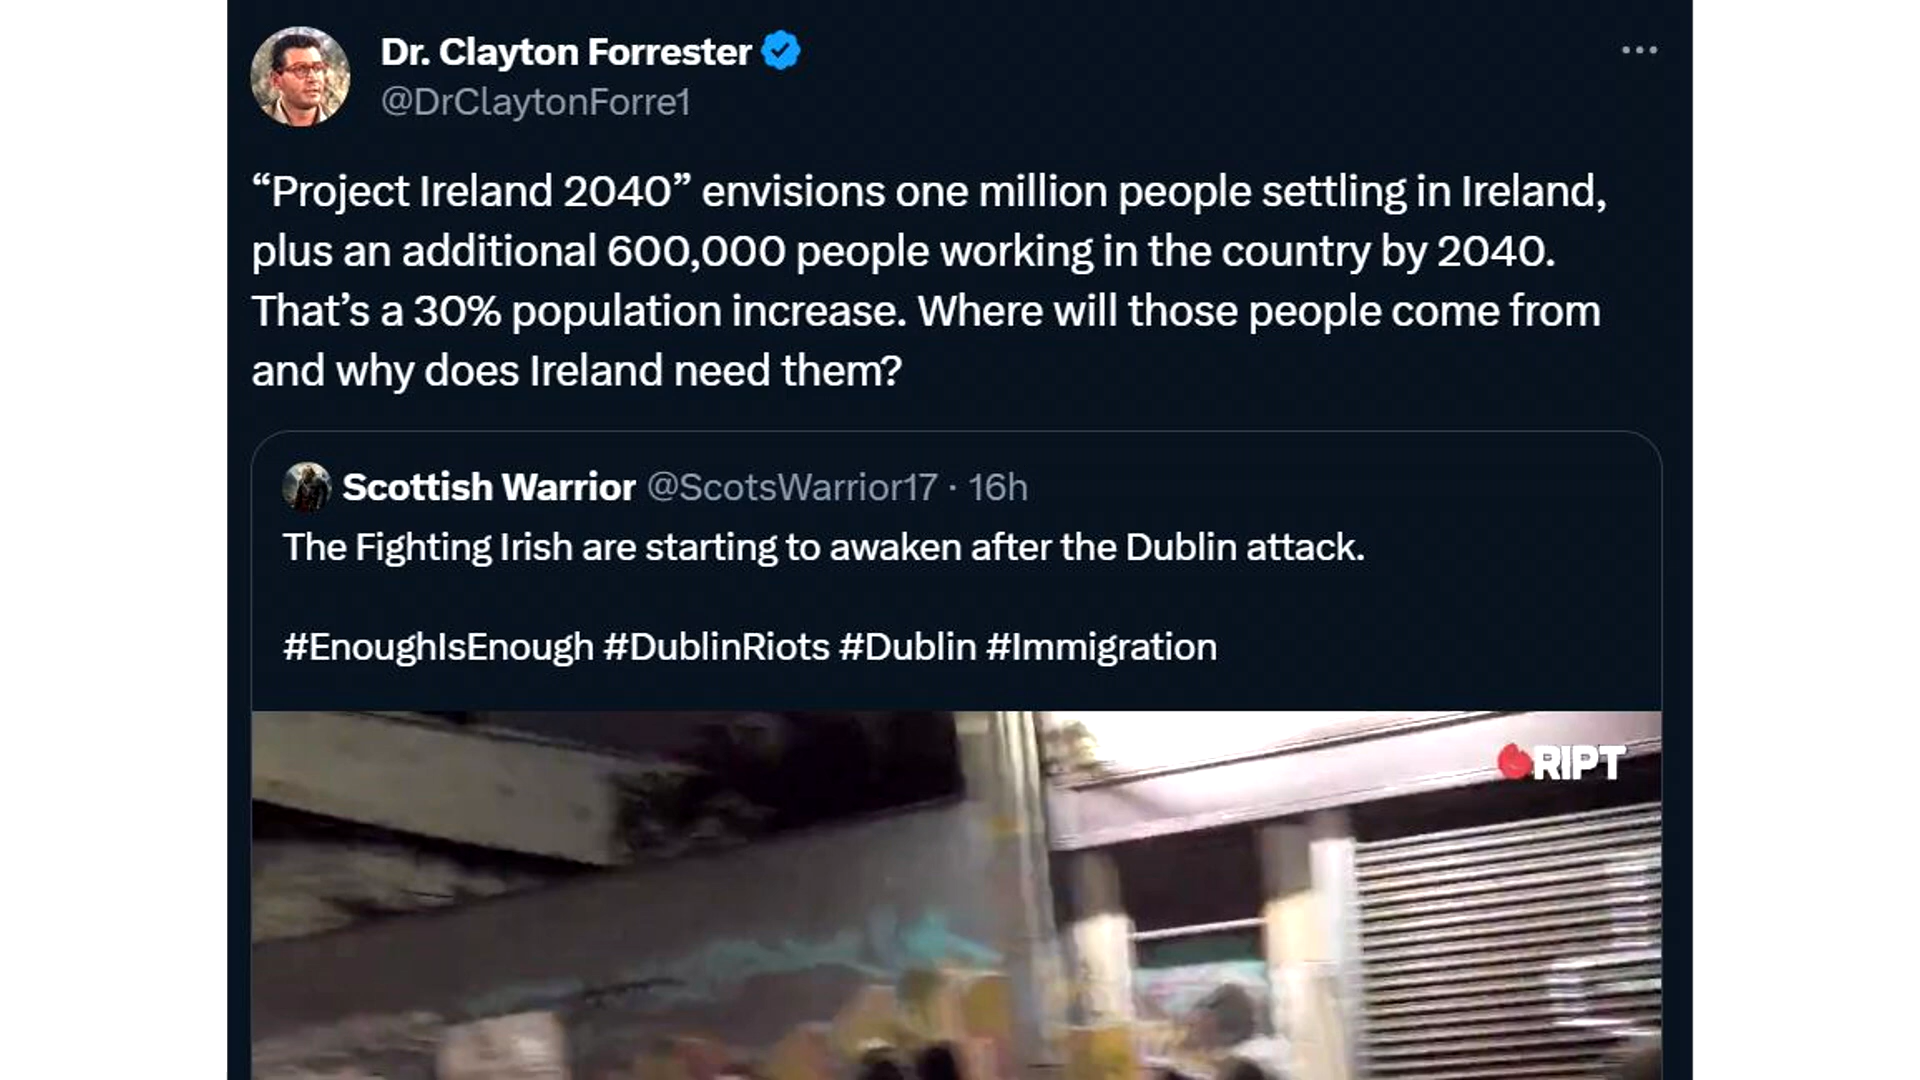 Dr. Clayton Forrester
@DrClaytonForre1
“Project Ireland 2040” envisions one million people settling in Ireland,
plus an additional 600,000 people working in the country by 2040.
That’s a 30% population increase. Where will those people come from
and why does Ireland need them?
Scottish Warrior @ScotsWarrior17 · 16h
The Fighting Irish are starting to awaken after the Dublin attack.
#EnoughIsEnough #DublinRiots #Dublin #Immigration
RIPT